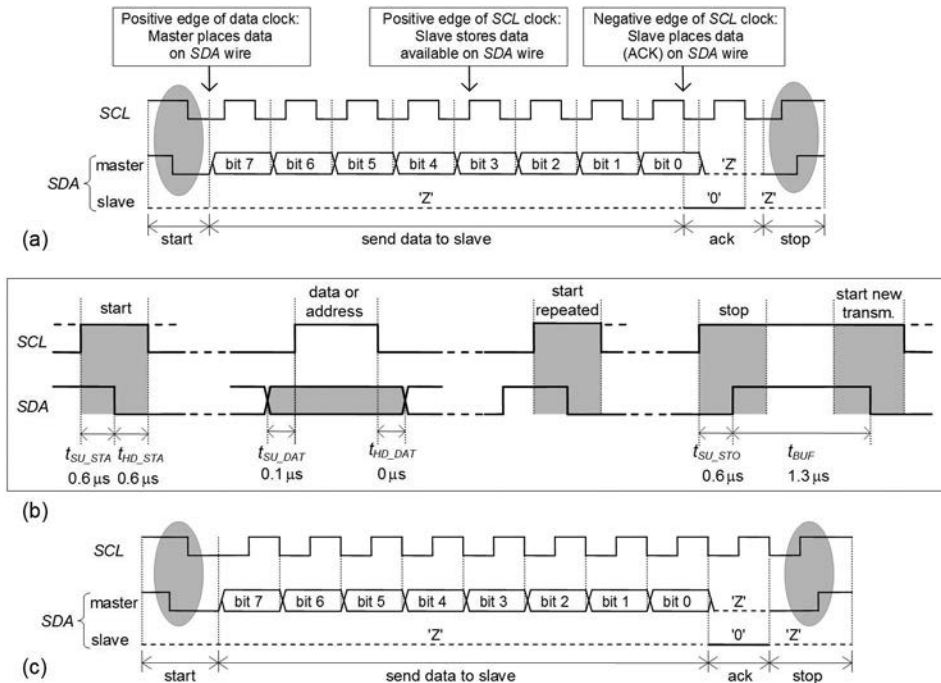 Positive edge of data clock:
Master places data
on SDA wire
Positive edge of SCL clock:
Slave stores data
available on SDA wire
Negative edge of SCL clock:
Slave places data
(ACK) on SDA wire
SCL
SDA
master
bit 7 bit 6 bit 5 bit 4 bit 3 bit 2 bit 1 bit 0 'Z'
slave
'Z' '0' 'Z'
(a)
start send data to slave ack stop
start
data or
address
start
repeated
stop
start new
transm.
SCL
SDA
tSU_STA tHD_STA tSU_DAT tHD_DAT tSU_STO tBUF
0.6 µs 0.6 µs 0.1 µs 0 µs 0.6 µs 1.3 µs
(b)
SCL
SDA
master
bit 7 bit 6 bit 5 bit 4 bit 3 bit 2 bit 1 bit 0 'Z'
slave
'Z' '0' 'Z'
(c)
start send data to slave ack stop